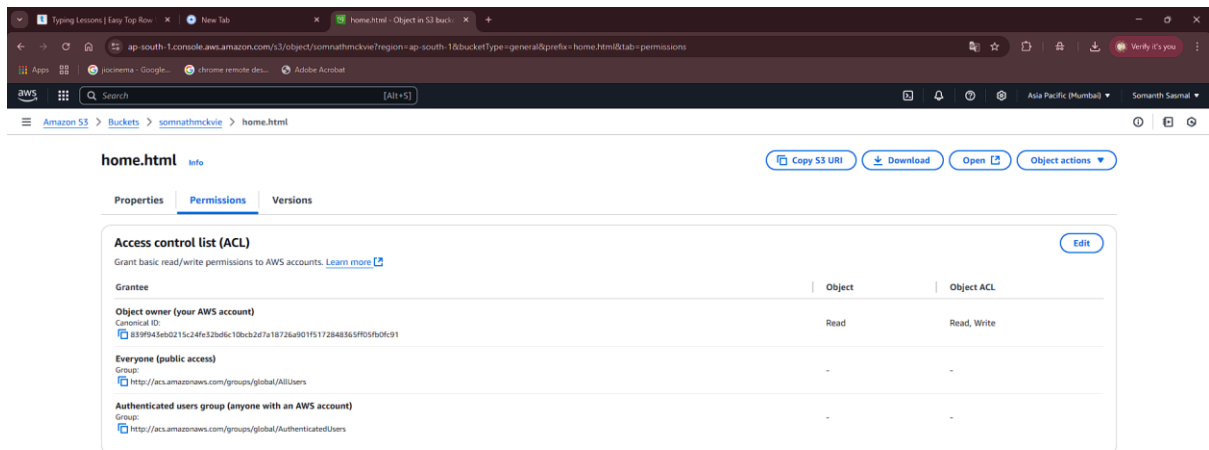 Typing Lessons | Easy Top Row
New Tab
home.html - Object in S3 buck
ap-south-1.console.aws.amazon.com/s3/object/somnathmckvie?region=ap-south-1&bucketType=general&prefix=home.html&tab=permissions
Verify it's you
Apps
jiocinema - Google...
chrome remote des...
Adobe Acrobat
aws
Search
[Alt+S]
Asia Pacific (Mumbai)
Somanth Sasmal
Amazon S3 > Buckets > somnathmckvie > home.html
home.html
Info
Copy S3 URI
Download
Open
Object actions
Properties
Permissions
Versions
Access control list (ACL)
Edit
Grant basic read/write permissions to AWS accounts. Learn more
Grantee
Object
Object ACL
Object owner (your AWS account)
Canonical ID:
Read
Read, Write
839f943eb0215c24fe32bd6c10bcb2d7a18726a901f5172848365ff05fb0fc91
Everyone (public access)
Group:
-
-
http://acs.amazonaws.com/groups/global/AllUsers
Authenticated users group (anyone with an AWS account)
Group:
-
-
http://acs.amazonaws.com/groups/global/AuthenticatedUsers